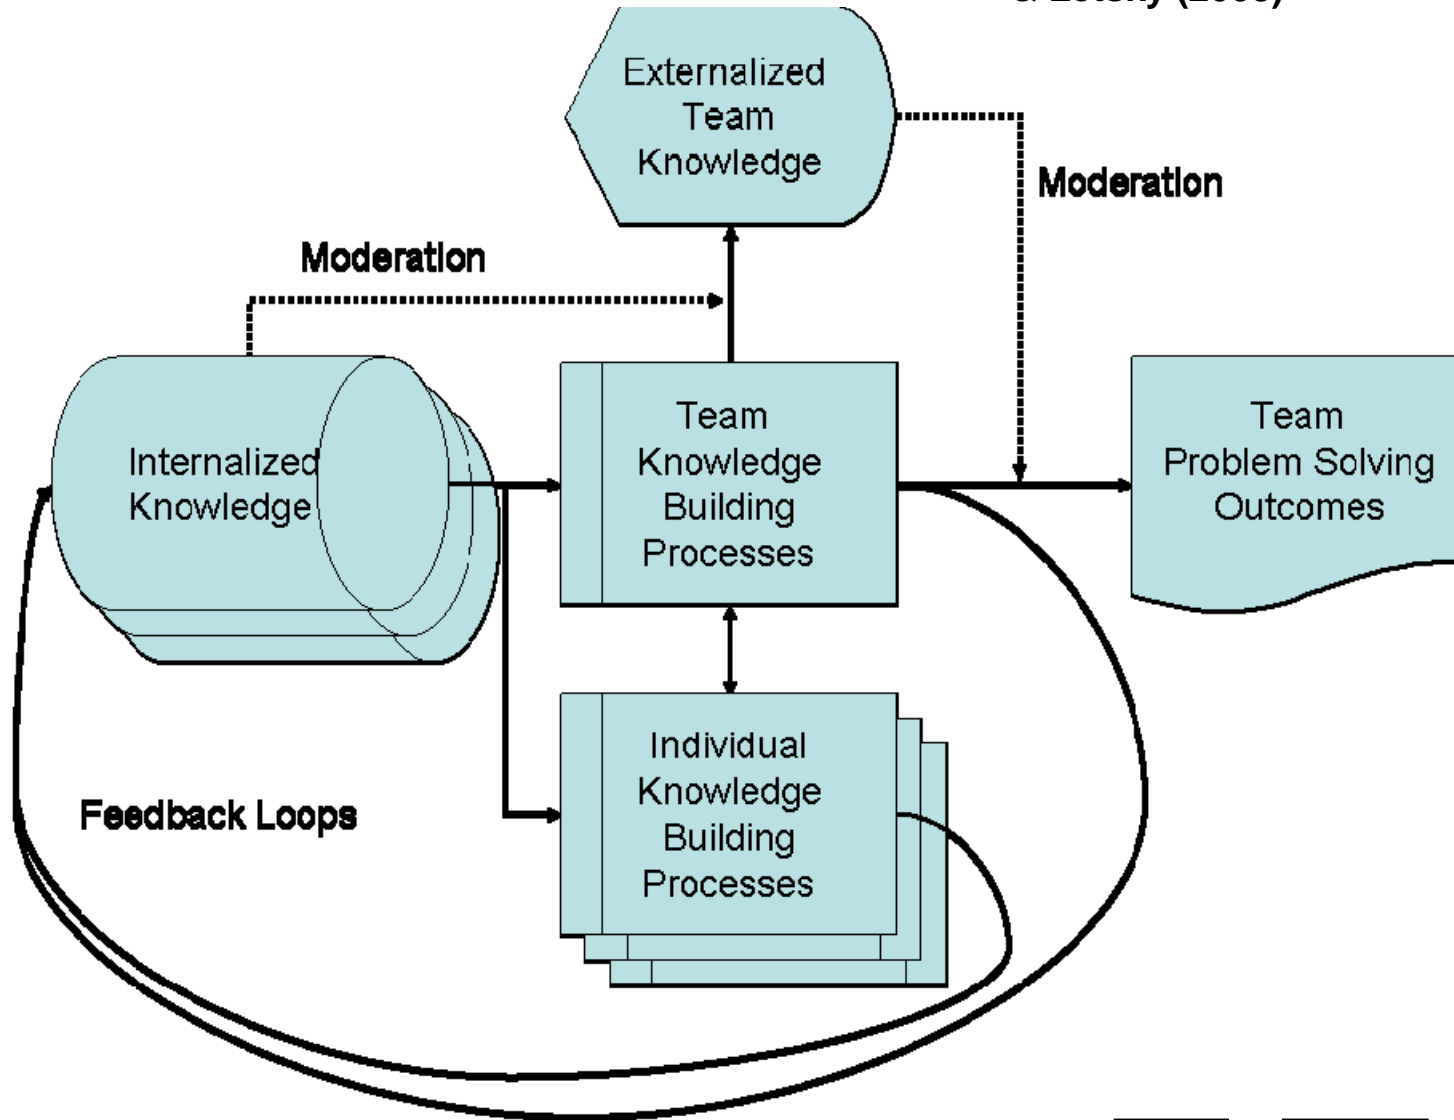 Externalized
Team
Knowledge
Moderation
Moderation
Internalized
Knowledge
Team
Knowledge
Building
Processes
Team
Problem Solving
Outcomes
Individual
Knowledge
Building
Processes
Feedback Loops